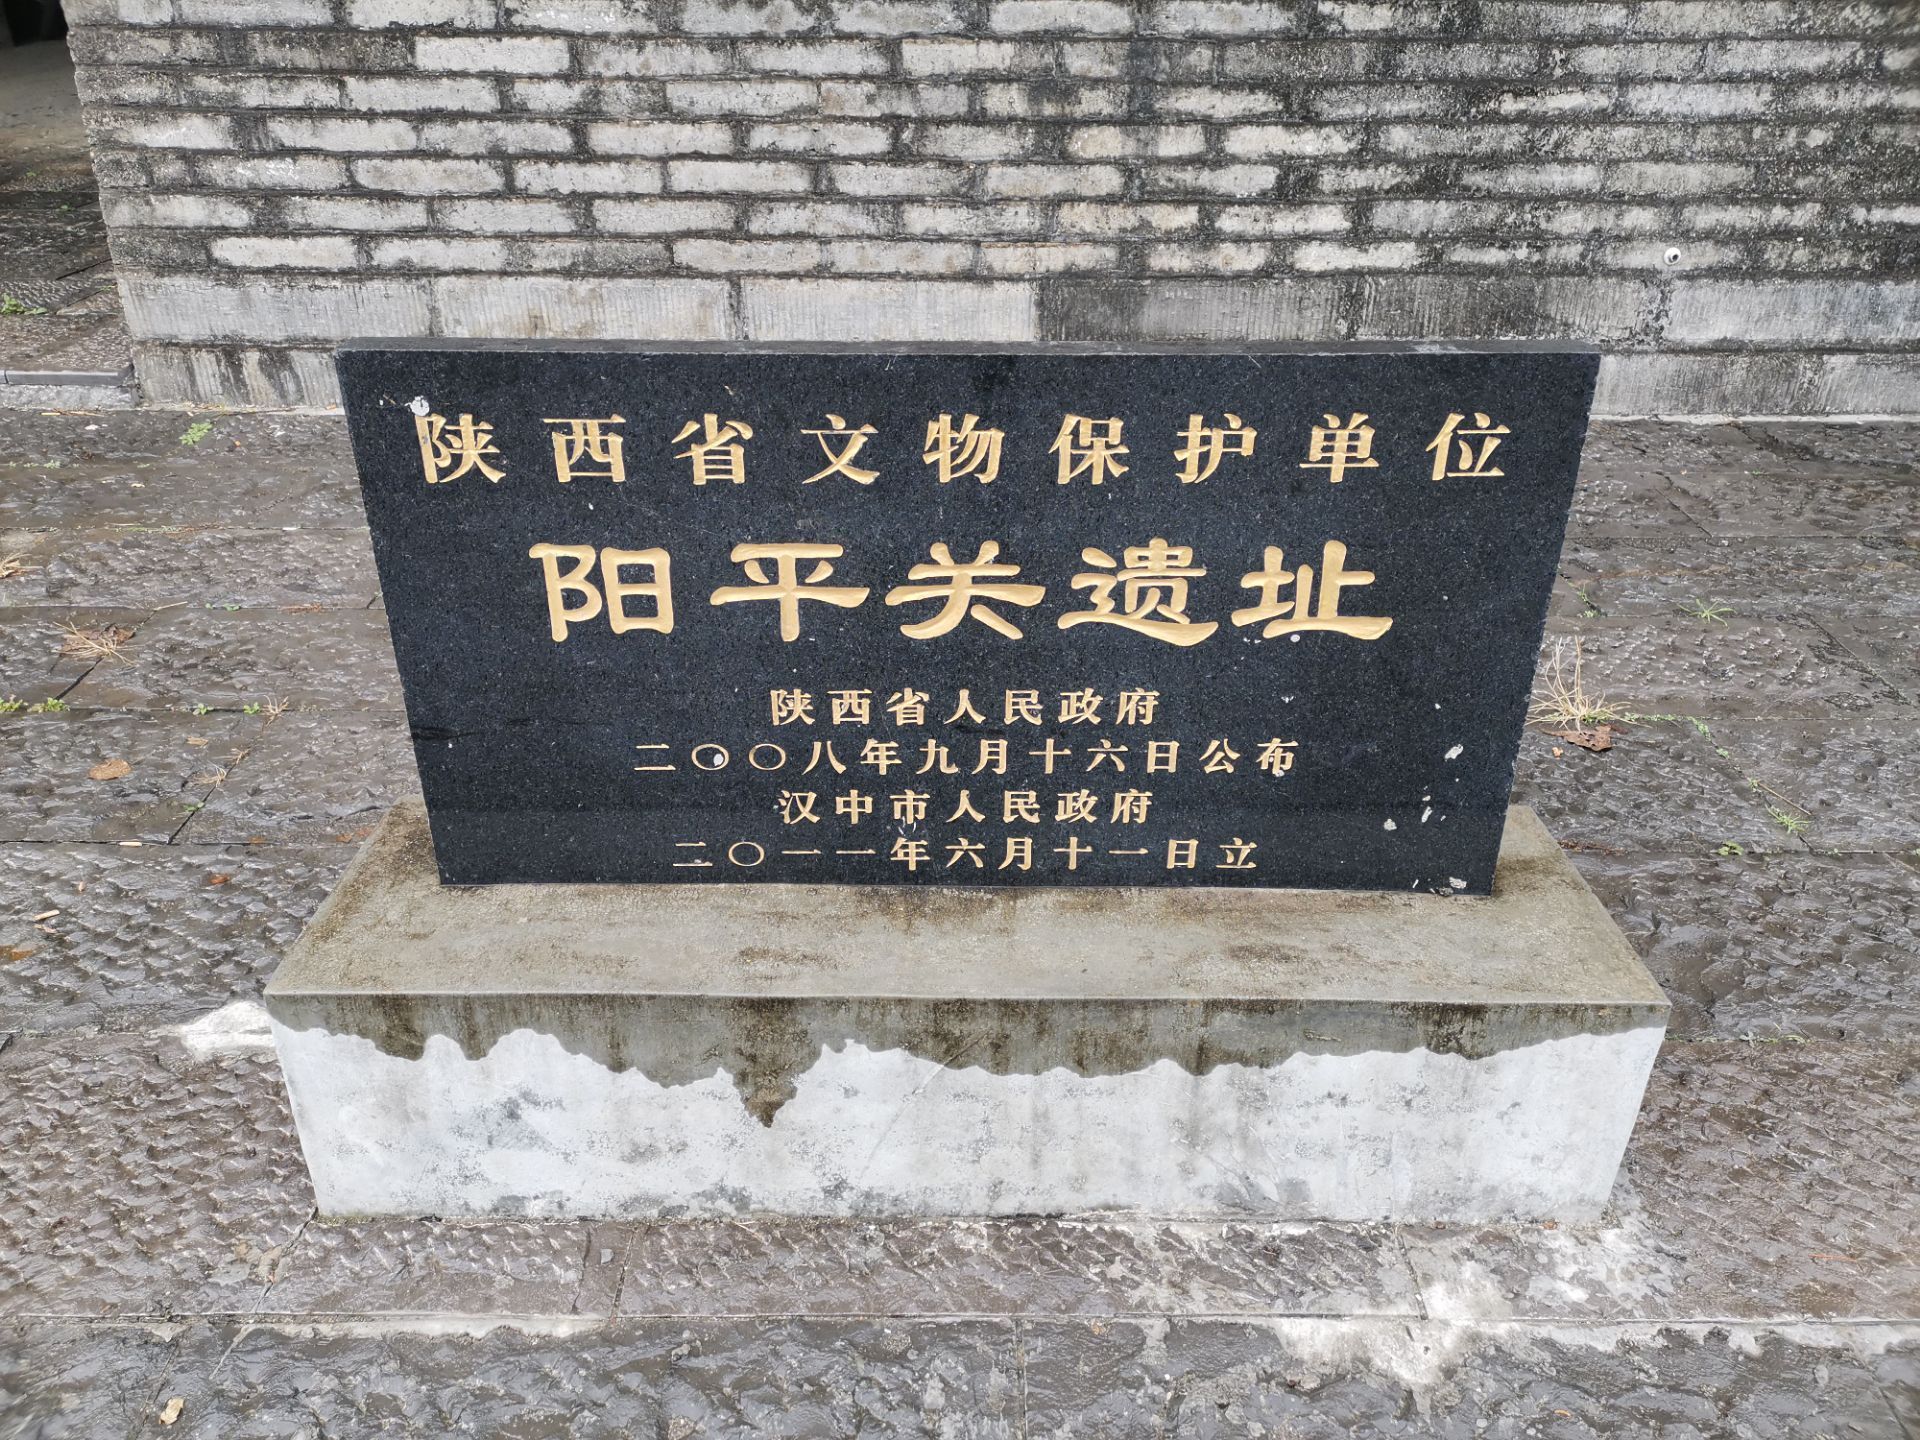 陕西省文物保护单位
阳平关遗址
陕西省人民政府
二〇〇八年九月十六日公布
汉中市人民政府
二〇一一年六月十一日立